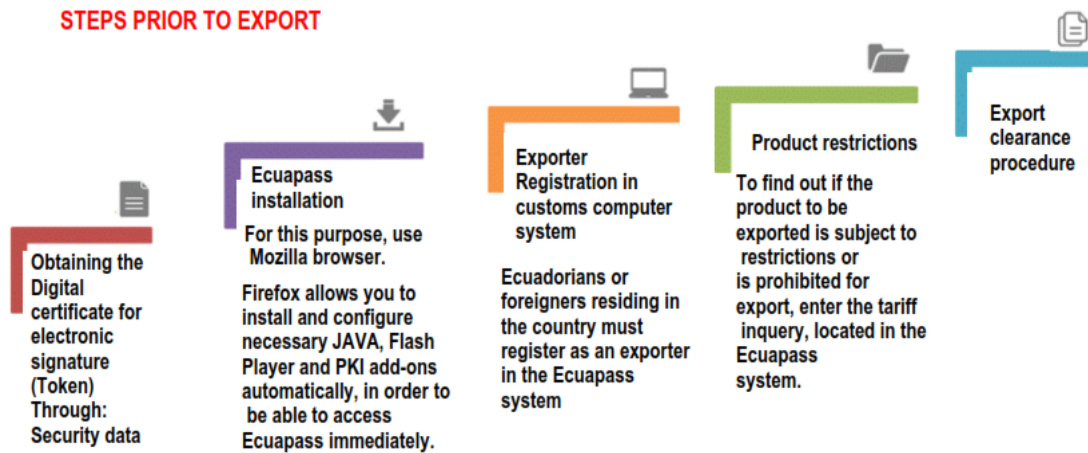 STEPS PRIOR TO EXPORT
Obtaining the
Digital
certificate for
electronic
signature
(Token)
Through:
Security data
Ecuapass
installation
For this purpose, use
Mozilla browser.
Firefox allows you to
install and configure
necessary JAVA, Flash
Player and PKI add-ons
automatically, in order to
be able to access
Ecuapass immediately.
Exporter
Registration in
customs computer
system
Ecuadorians or
foreigners residing in
the country must
register as an exporter
in the Ecuapass
system
Product restrictions
To find out if the
product to be
exported is subject to
restrictions or
is prohibited for
export, enter the tariff
inquery, located in the
Ecuapass
system.
Export
clearance
procedure